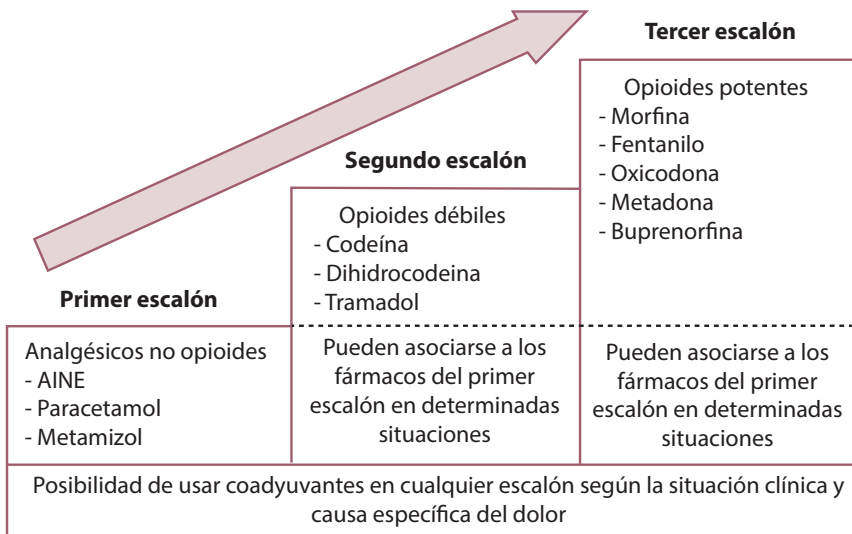 Primer escalón
Analgésicos no opioides
- AINE
- Paracetamol
- Metamizol
Segundo escalón
Opioides débiles
- Codeína
- Dihidrocodeina
- Tramadol
Pueden asociarse a los
fármacos del primer
escalón en determinadas
situaciones
Tercer escalón
Opioides potentes
- Morfina
- Fentanilo
- Oxicodona
- Metadona
- Buprenorfina
Pueden asociarse a los
fármacos del primer
escalón en determinadas
situaciones
Posibilidad de usar coadyuvantes en cualquier escalón según la situación clínica y
causa específica del dolor